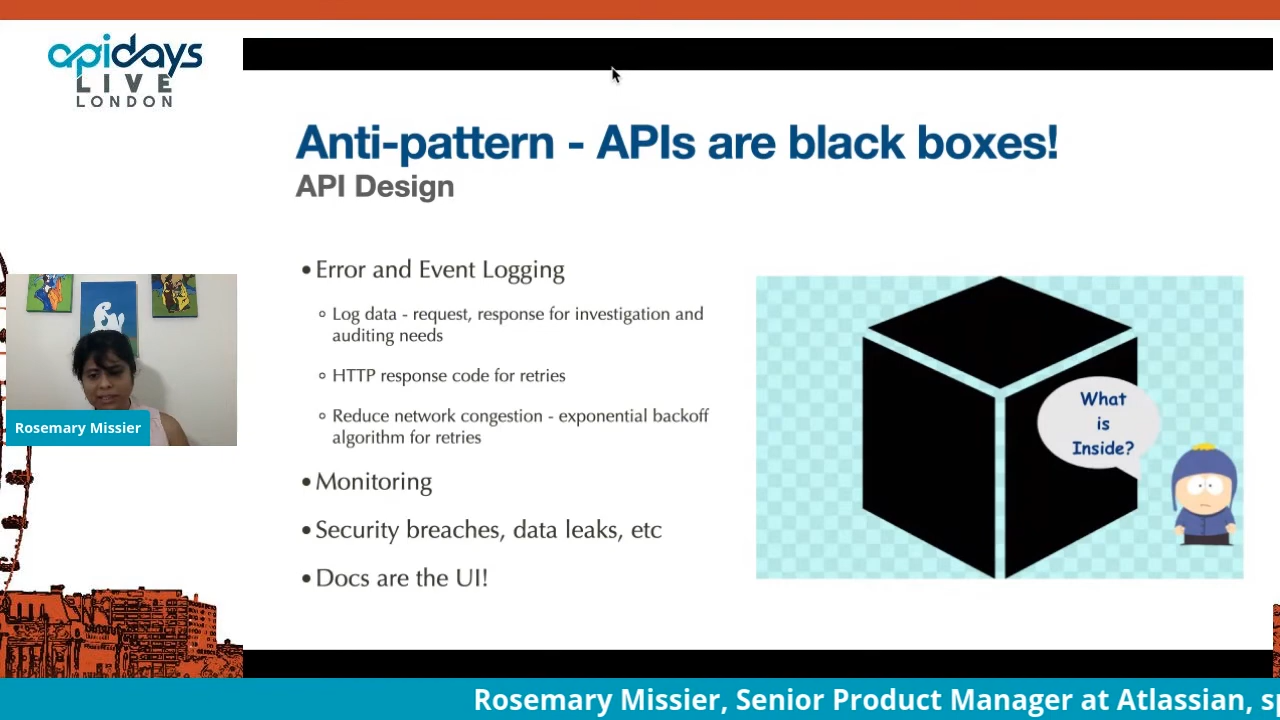 apidays
LIVE
LONDON
Anti-pattern - APIs are black boxes!
API Design
• Error and Event Logging
◦ Log data - request, response for investigation and
auditing needs
◦ HTTP response code for retries
◦ Reduce network congestion - exponential backoff
algorithm for retries
• Monitoring
• Security breaches, data leaks, etc
• Docs are the UI!
What
is
Inside?
Rosemary Missier
Rosemary Missier, Senior Product Manager at Atlassian, sp